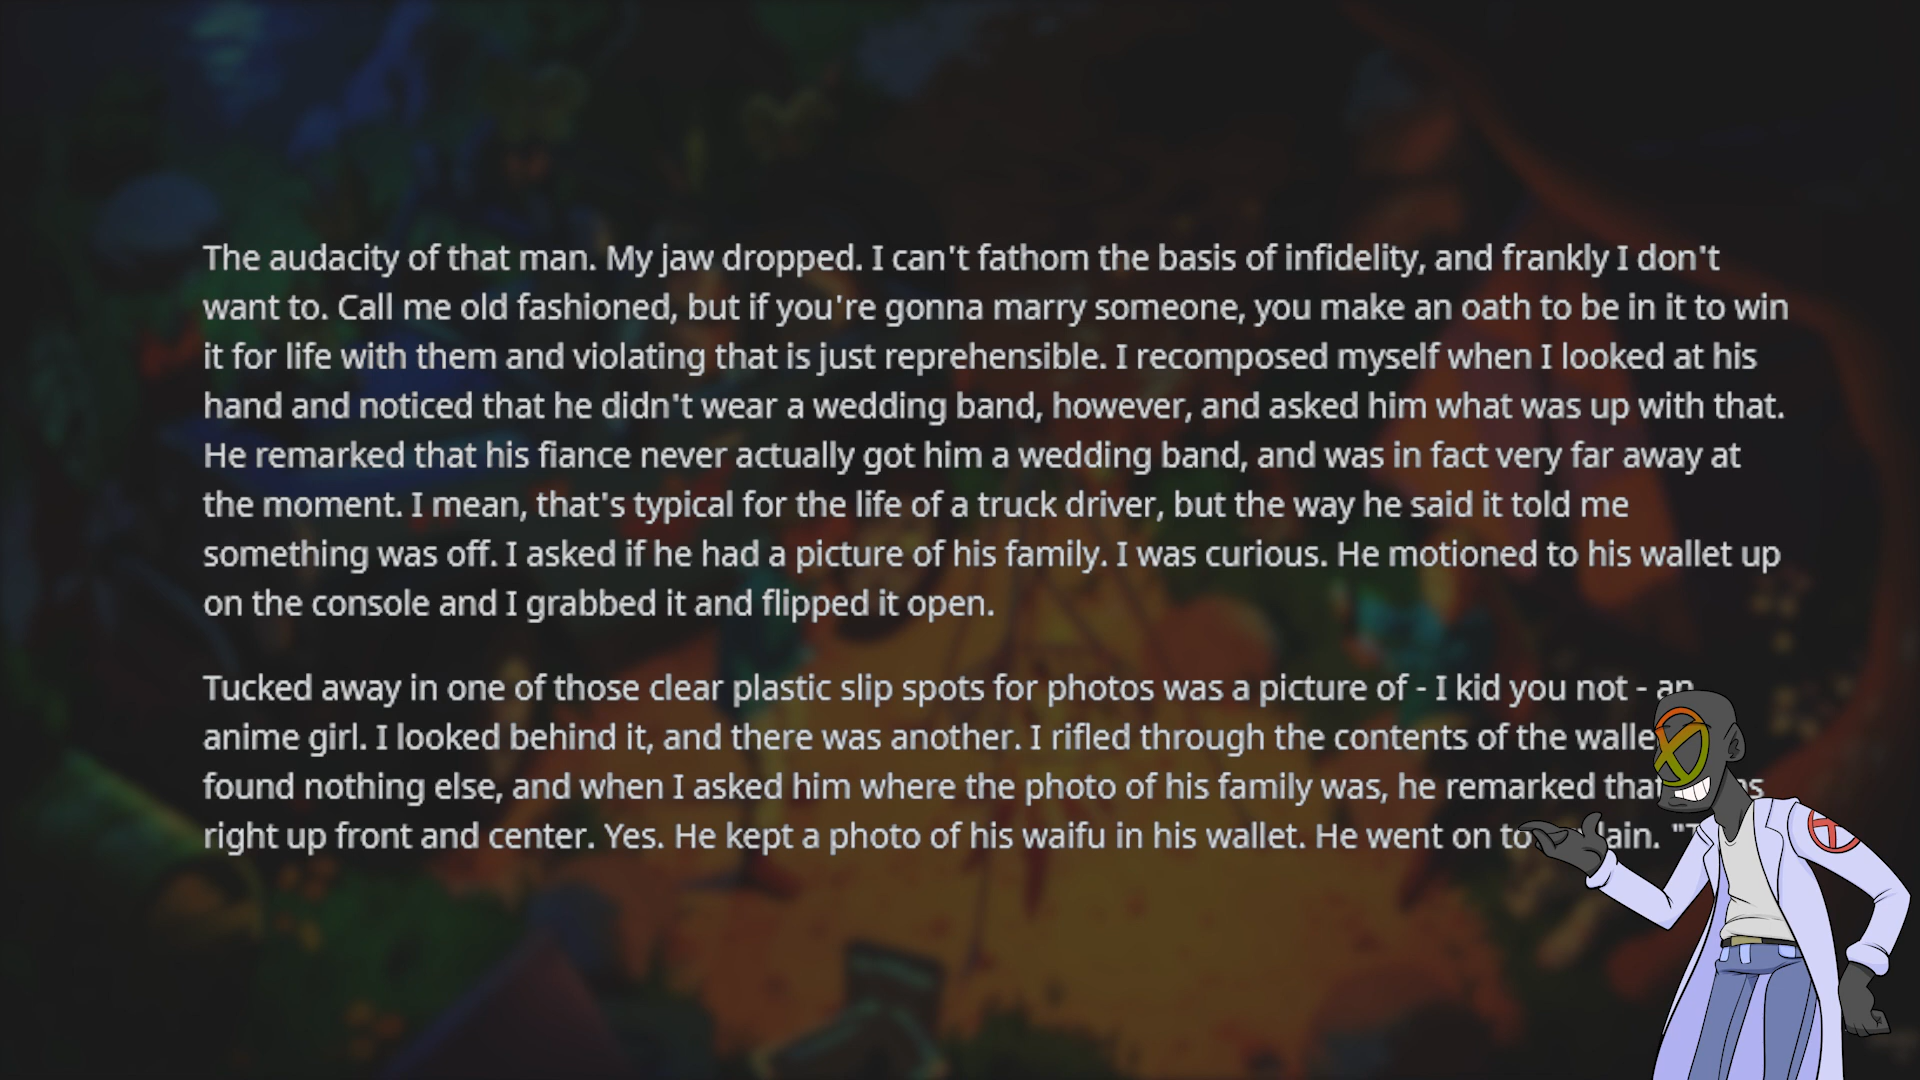 The audacity of that man. My jaw dropped. I can't fathom the basis of infidelity, and frankly I don't
want to. Call me old fashioned, but if you're gonna marry someone, you make an oath to be in it to win
it for life with them and violating that is just reprehensible. I recomposed myself when I looked at his
hand and noticed that he didn't wear a wedding band, however, and asked him what was up with that.
He remarked that his fiance never actually got him a wedding band, and was in fact very far away at
the moment. I mean, that's typical for the life of a truck driver, but the way he said it told me
something was off. I asked if he had a picture of his family. I was curious. He motioned to his wallet up
on the console and I grabbed it and flipped it open.
Tucked away in one of those clear plastic slip spots for photos was a picture of - I kid you not - an
anime girl. I looked behind it, and there was another. I rifled through the contents of the
found nothing else, and when I asked him where the photo of his family was, he remarked
right up front and center. Yes. He kept a photo of his waifu in his wallet. He went on to